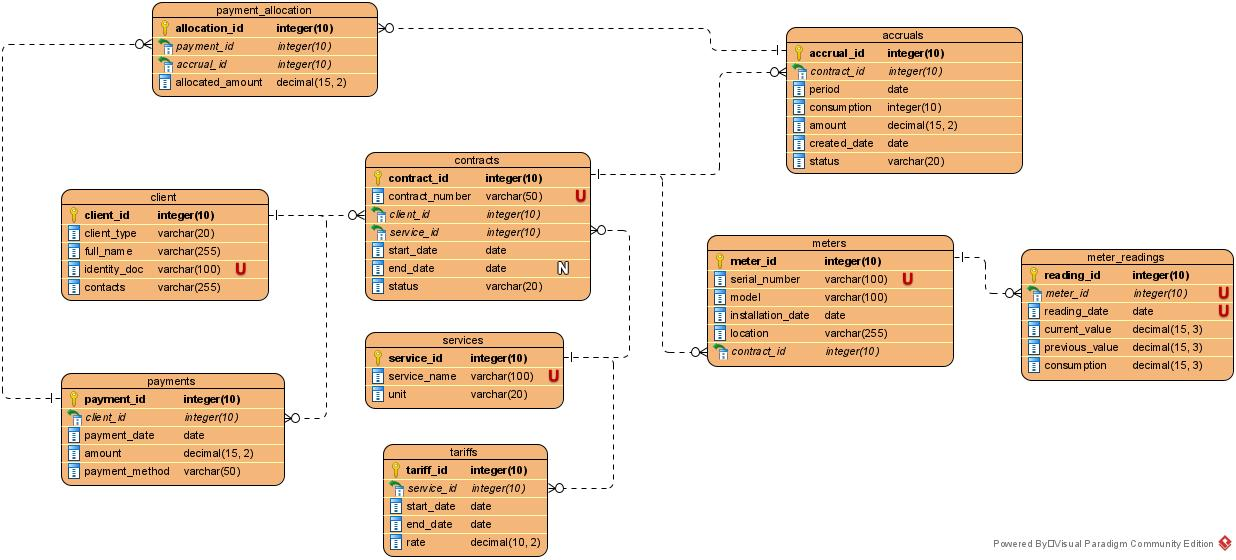 payment_allocation
allocation_id integer(10)
payment_id integer(10)
accrual_id integer(10)
allocated_amount decimal(15, 2)
accruals
accrual_id integer(10)
contract_id integer(10)
period date
consumption integer(10)
amount decimal(15, 2)
created_date date
status varchar(20)
contracts
contract_id integer(10)
contract_number varchar(50) U
client_id integer(10)
service_id integer(10)
start_date date
end_date date N
status varchar(20)
client
client_id integer(10)
client_type varchar(20)
full_name varchar(255)
identity_doc varchar(100) U
contacts varchar(255)
meters
meter_id integer(10)
serial_number varchar(100) U
model varchar(100)
installation_date date
location varchar(255)
contract_id integer(10)
meter_readings
reading_id integer(10)
meter_id integer(10) U
reading_date date U
current_value decimal(15, 3)
previous_value decimal(15, 3)
consumption decimal(15, 3)
services
service_id integer(10)
service_name varchar(100) U
unit varchar(20)
payments
payment_id integer(10)
client_id integer(10)
payment_date date
amount decimal(15, 2)
payment_method varchar(50)
tariffs
tariff_id integer(10)
service_id integer(10)
start_date date
end_date date
rate decimal(10, 2)
Powered By Visual Paradigm Community Edition